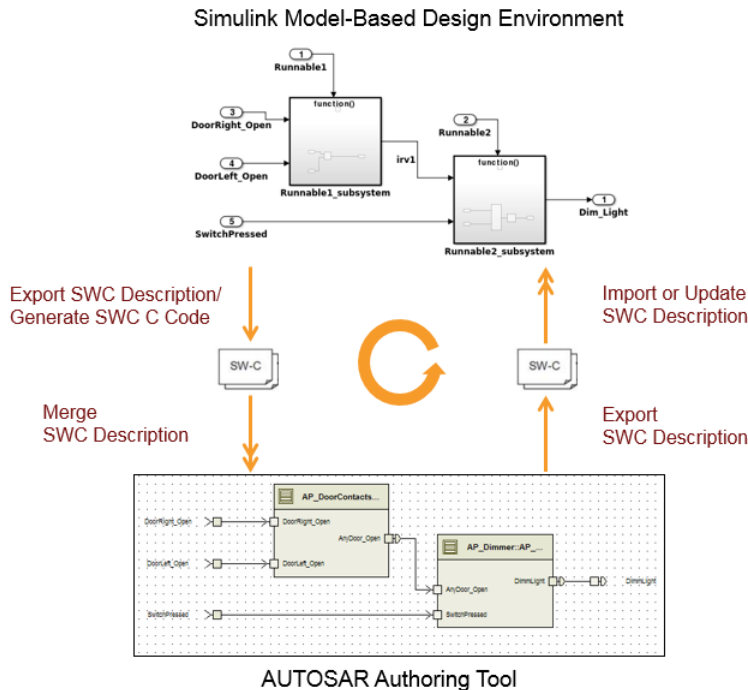 Simulink Model-Based Design Environment
1
Runnable1
function()
3
DoorRight_Open
2
Runnable2
4
DoorLeft_Open
irv1
function()
Runnable1_subsystem
1
Dim_Light
5
SwitchPressed
Runnable2_subsystem
Export SWC Description/
Generate SWC C Code
Import or Update
SWC Description
SW-C
SW-C
Merge
SWC Description
Export
SWC Description
AP_DoorContacts...
DoorRight_Open
DoorRight_Open
AnyDoor_Open
AP_Dimmer::AP_...
DoorLeft_Open
DoorLeft_Open
DimmLight
DimmLight
AnyDoor_Open
SwitchPressed
SwitchPressed
AUTOSAR Authoring Tool